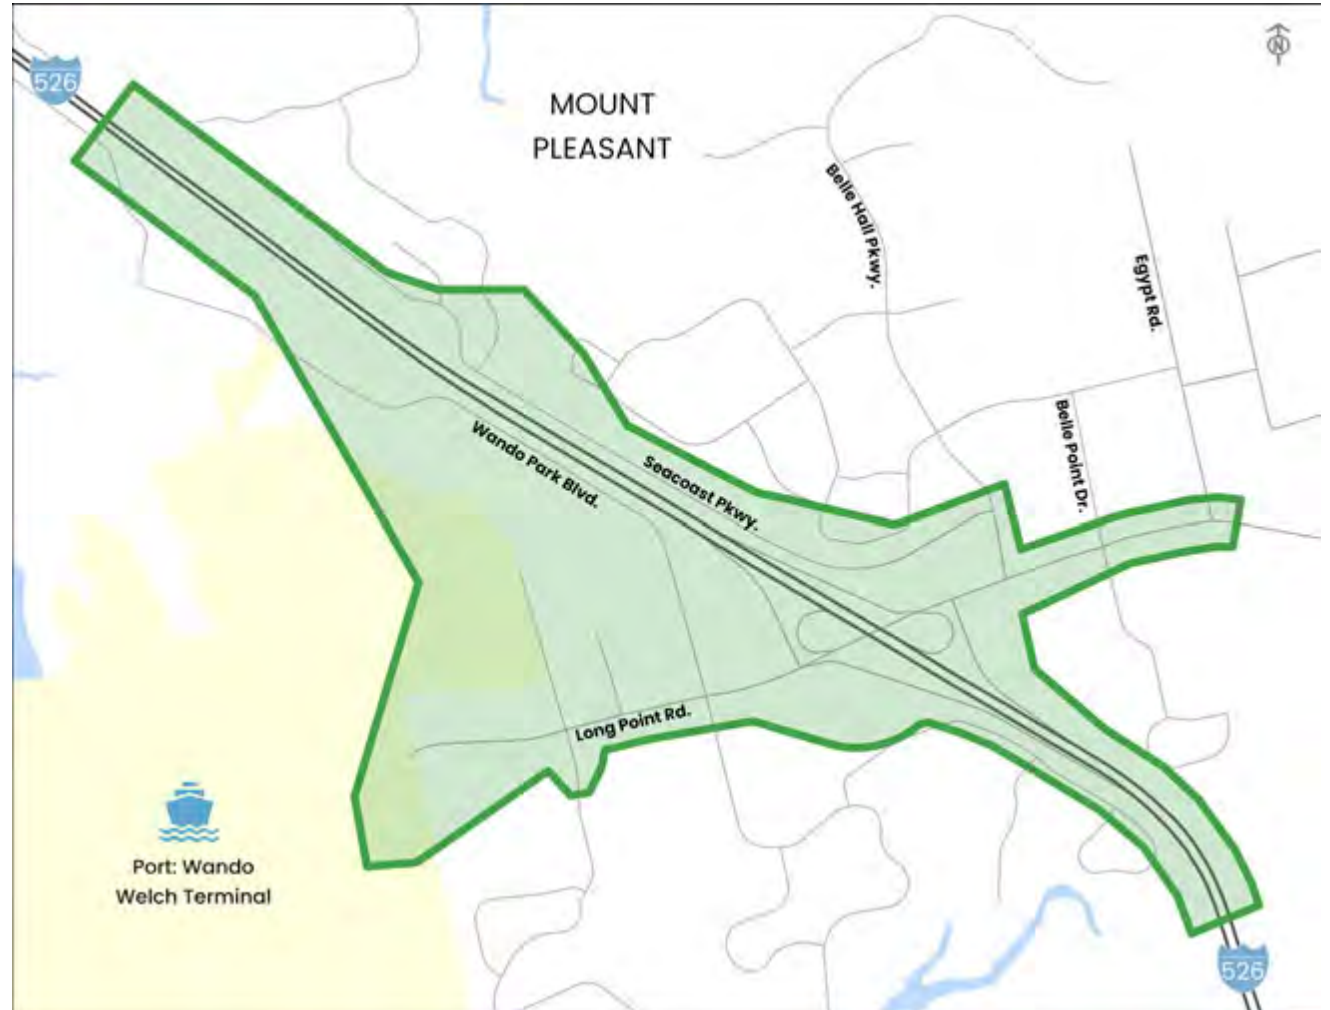 526
N
MOUNT
PLEASANT
Belle Hall Pkwy.
Egypt Rd.
Belle Point Dr.
Wando Park Blvd.
Seacoast Pkwy.
Long Point Rd.
Port: Wando
Welch Terminal
526